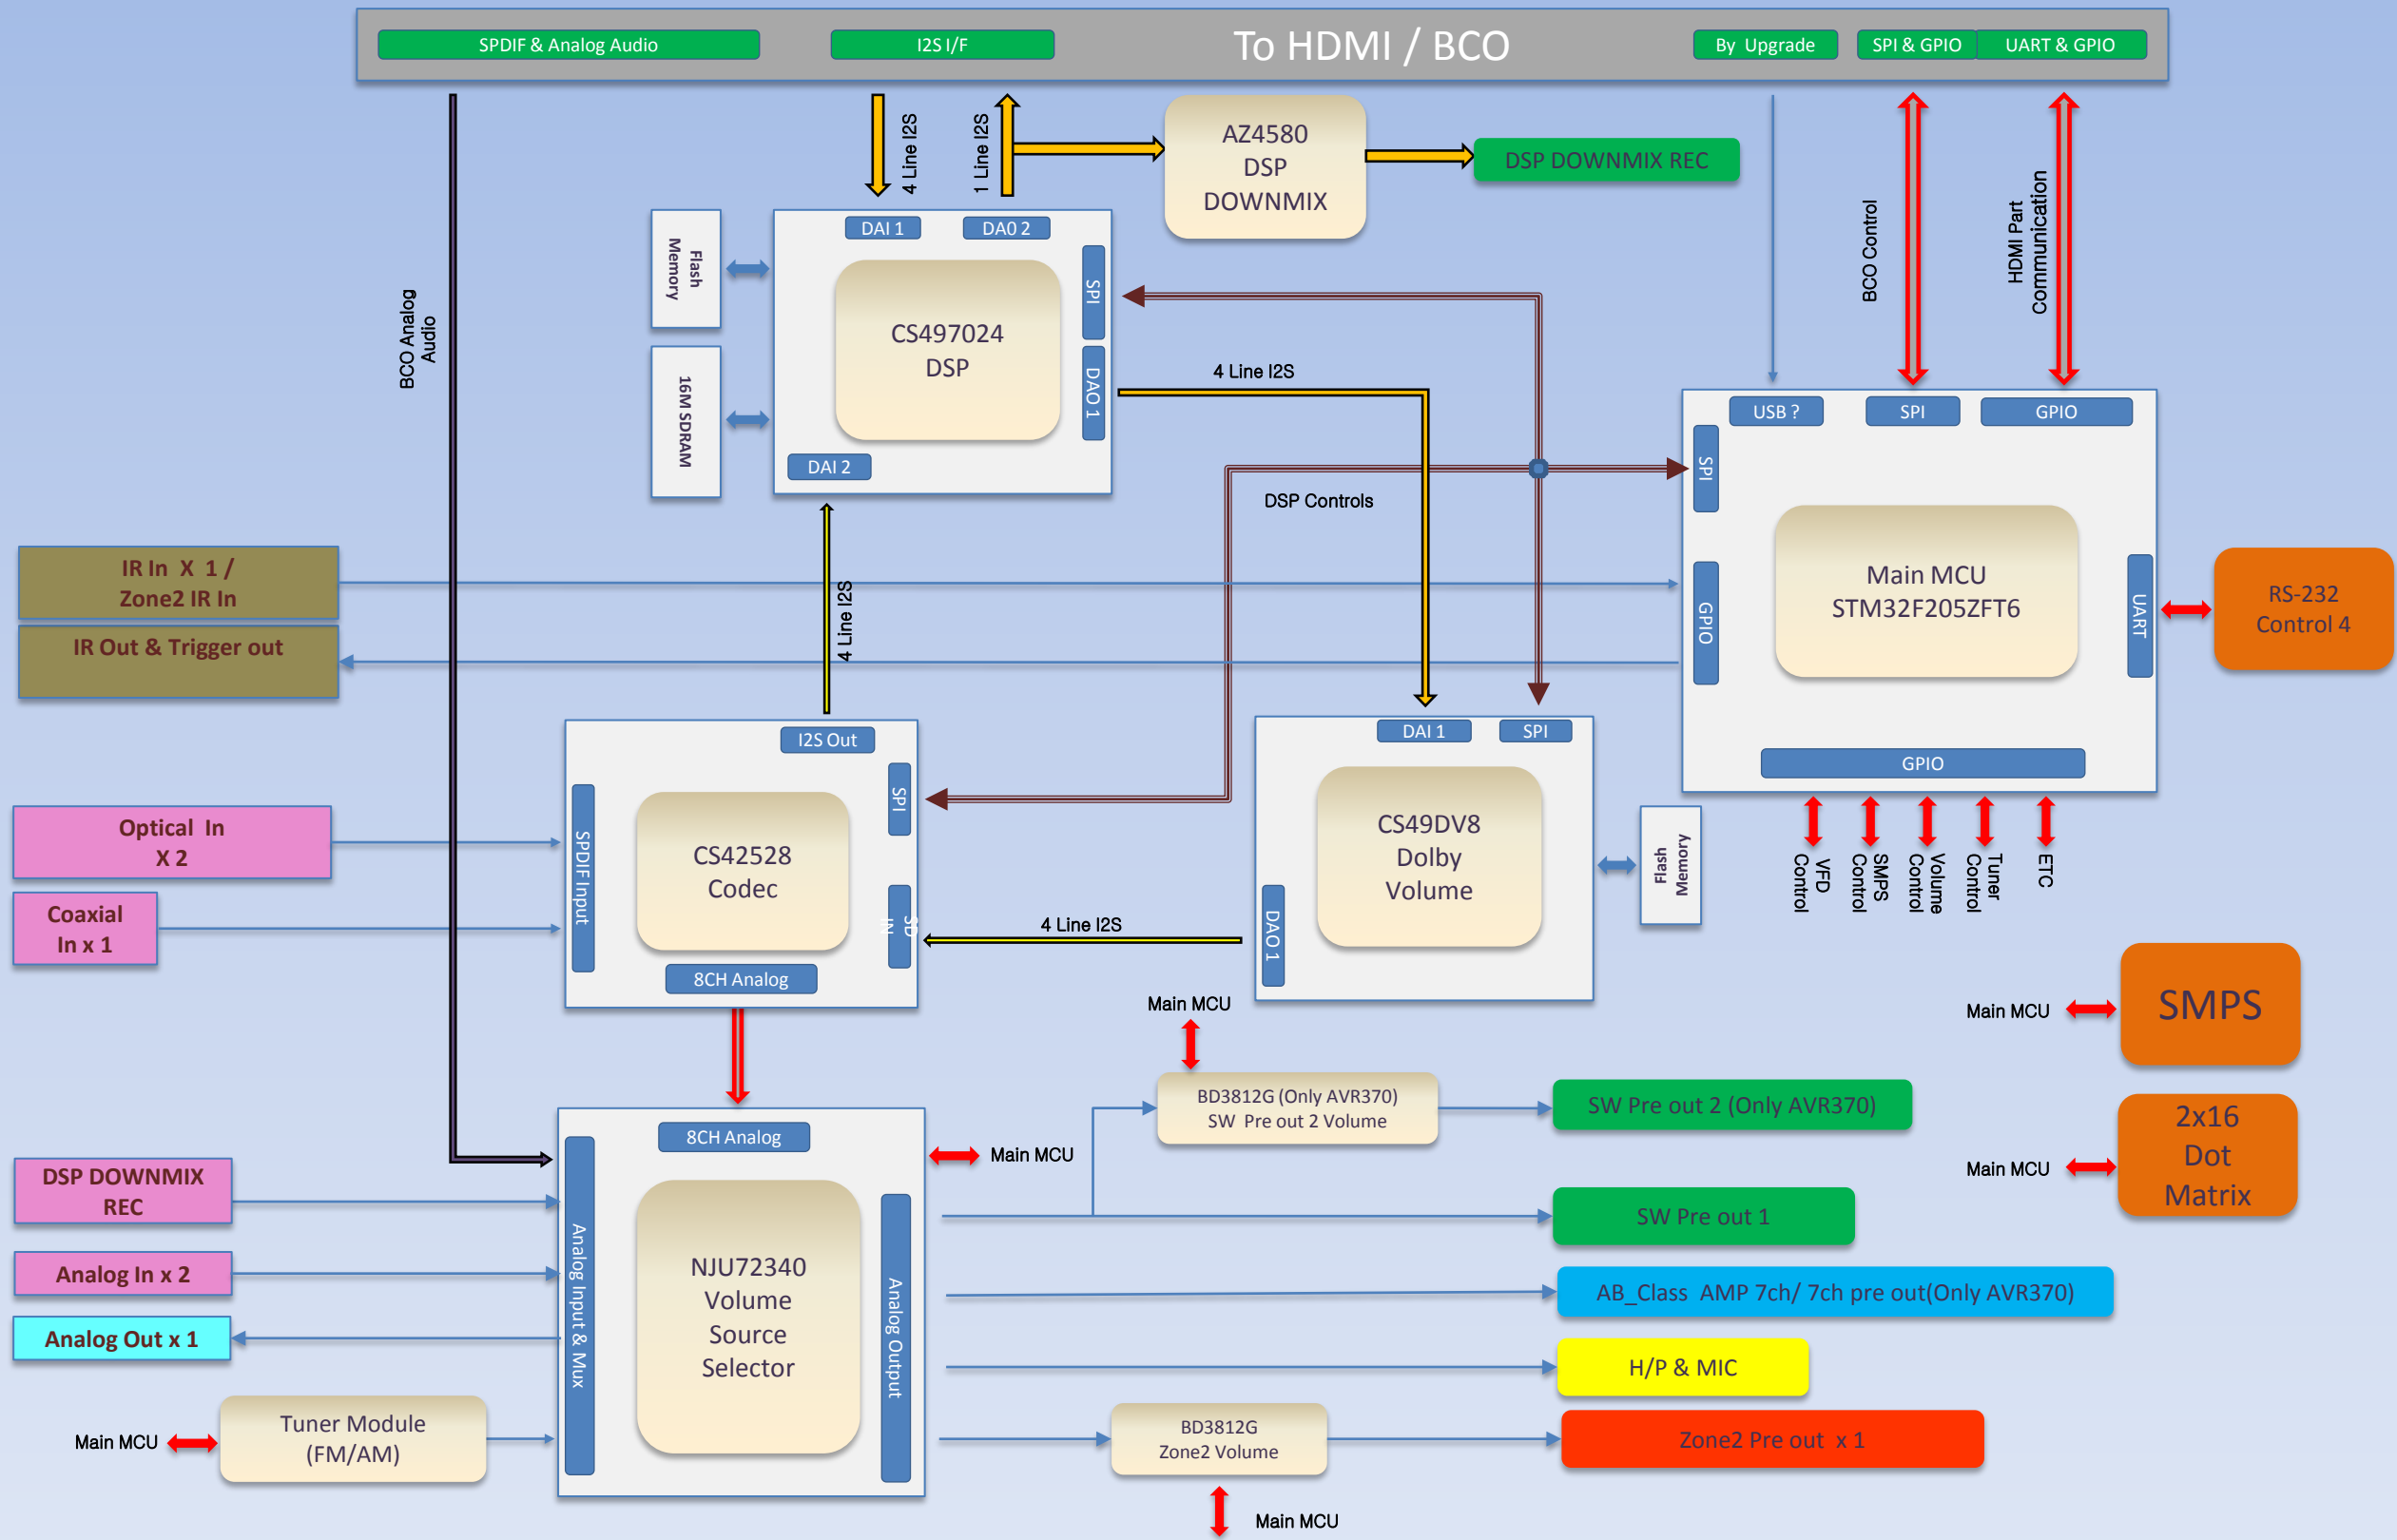 SPDIF & Analog Audio
I2S I/F
To HDMI / BCO
By Upgrade
SPI & GPIO
UART & GPIO
4 Line I2S
1 Line I2S
AZ4580
DSP
DOWNMIX
DSP DOWNMIX REC
BCO Control
HDMI Part
Communication
BCO Analog
Audio
Flash
Memory
16M SDRAM
DAI 1
DA0 2
SPI
DAO 1
DAI 2
CS497024
DSP
4 Line I2S
DSP Controls
USB ?
SPI
GPIO
SPI
GPIO
UART
GPIO
Main MCU
STM32F205ZFT6
RS-232
Control 4
IR In X 1 /
Zone2 IR In
IR Out & Trigger out
4 Line I2S
I2S Out
SPI
SPDIF Input
SD
IN
8CH Analog
CS42528
Codec
Optical In
X 2
Coaxial
In x 1
4 Line I2S
DAI 1
SPI
DAO 1
CS49DV8
Dolby
Volume
Flash
Memory
VFD
Control
SMPS
Control
Volume
Control
Tuner
Control
ETC
Main MCU
SMPS
Main MCU
2x16
Dot
Matrix
Main MCU
BD3812G (Only AVR370)
SW Pre out 2 Volume
SW Pre out 2 (Only AVR370)
8CH Analog
Main MCU
Analog Input & Mux
Analog Output
NJU72340
Volume
Source
Selector
DSP DOWNMIX
REC
Analog In x 2
Analog Out x 1
Main MCU
Tuner Module
(FM/AM)
SW Pre out 1
AB_Class AMP 7ch/ 7ch pre out(Only AVR370)
H/P & MIC
BD3812G
Zone2 Volume
Zone2 Pre out x 1
Main MCU